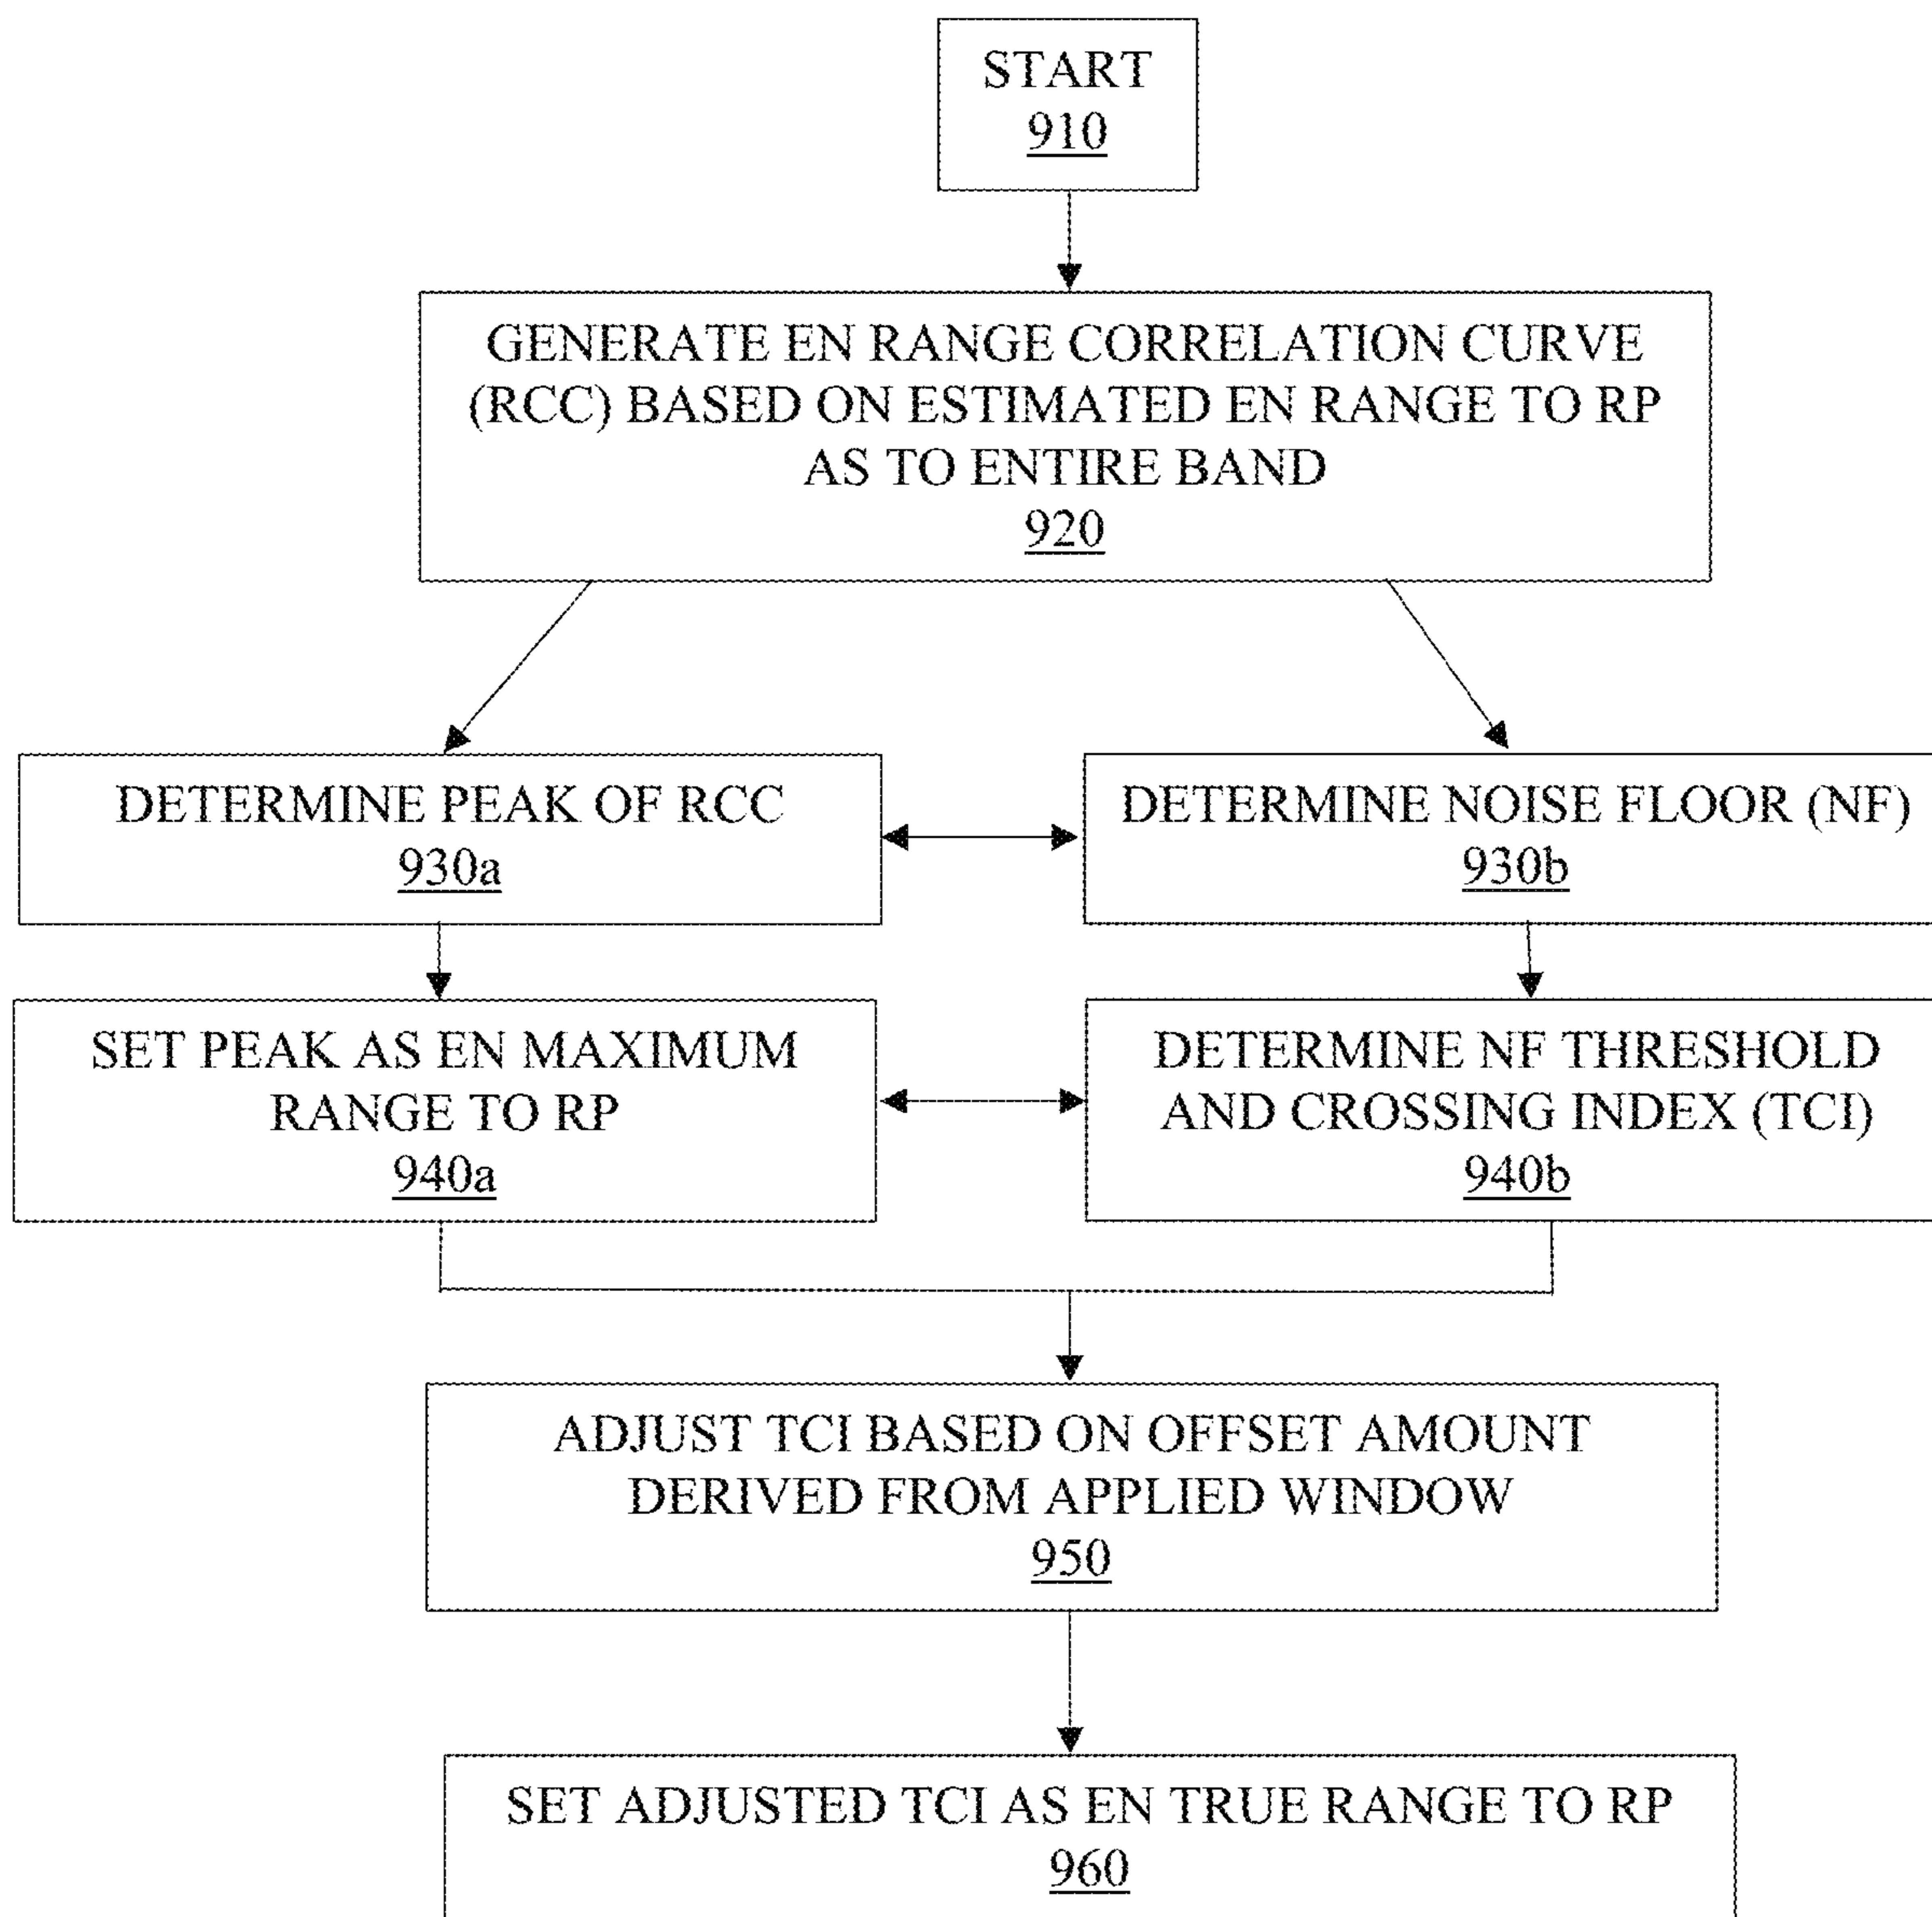 START
910
GENERATE EN RANGE CORRELATION CURVE
(RCC) BASED ON ESTIMATED EN RANGE TO RP
AS TO ENTIRE BAND
920
DETERMINE PEAK OF RCC
930a
DETERMINE NOISE FLOOR (NF)
930b
SET PEAK AS EN MAXIMUM
RANGE TO RP
940a
DETERMINE NF THRESHOLD
AND CROSSING INDEX (TCI)
940b
ADJUST TCI BASED ON OFFSET AMOUNT
DERIVED FROM APPLIED WINDOW
950
SET ADJUSTED TCI AS EN TRUE RANGE TO RP
960